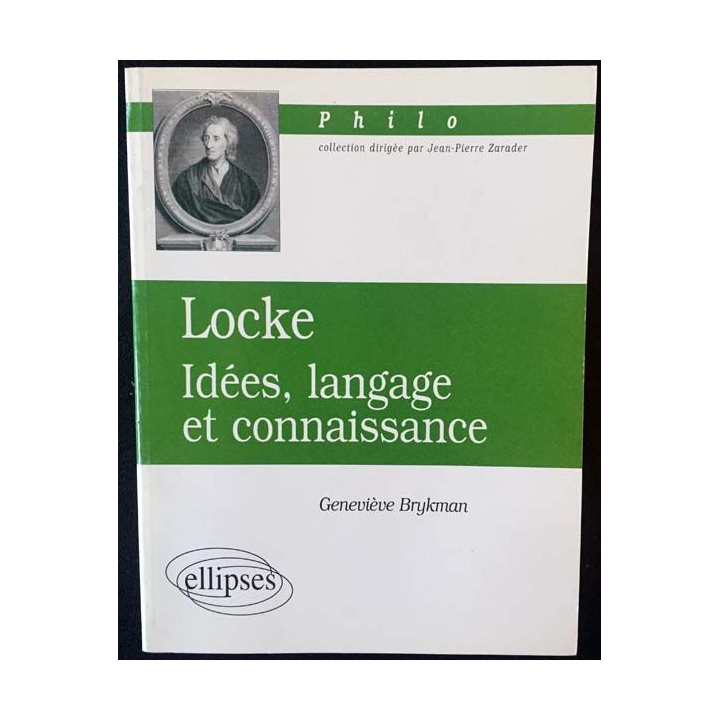 Philo
collection dirigée par Jean-Pierre Zarader
Locke
Idées, langage
et connaissance
Geneviève Brykman
ellipses